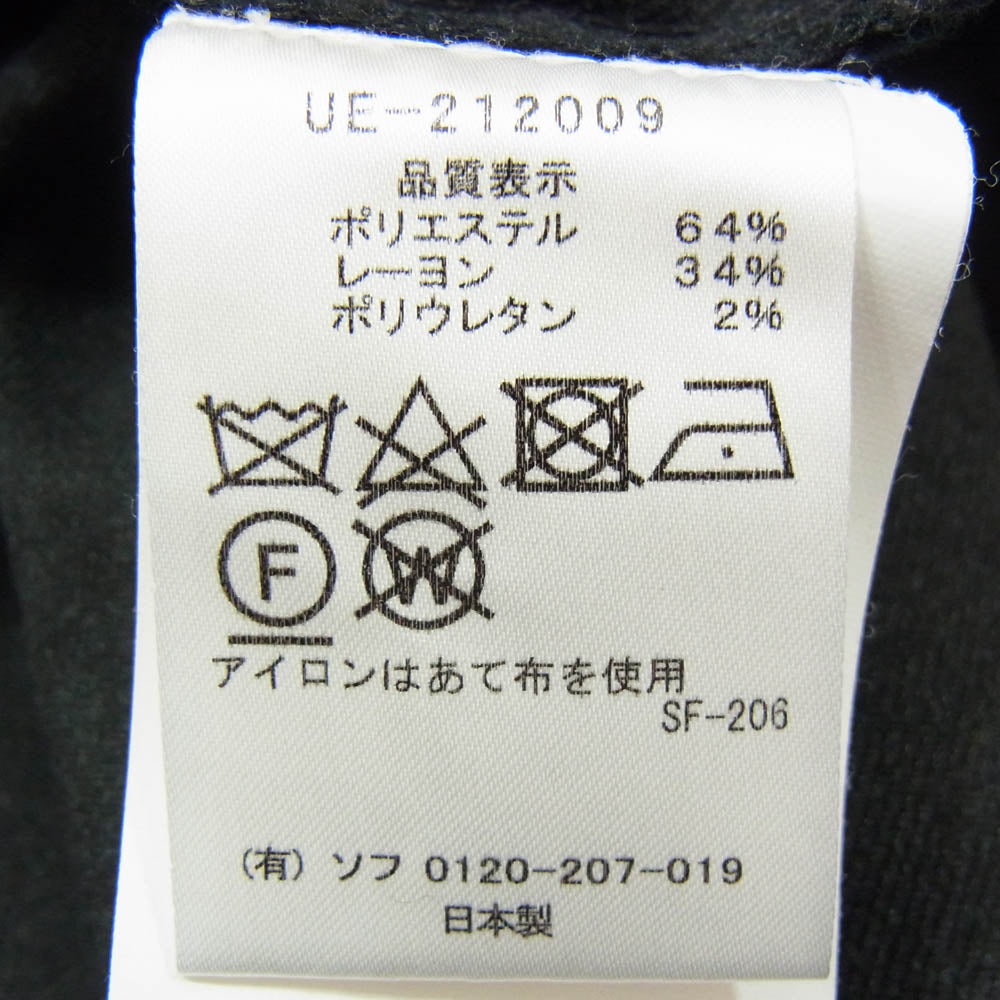 UE-212009
品質表示
ポリエステル 64%
レーヨン 34%
ポリウレタン 2%
F W
アイロンはあて布を使用
SF-206
(有) ソフ 0120-207-019
日本製